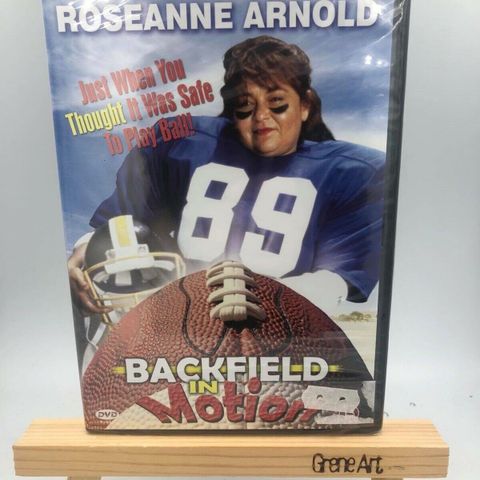 ROSEANNE ARNOLD
Just When You
Thought It Was Safe
To Play Ball!
89
BACKFIELD
IN
Motion
DVD
Grene Art